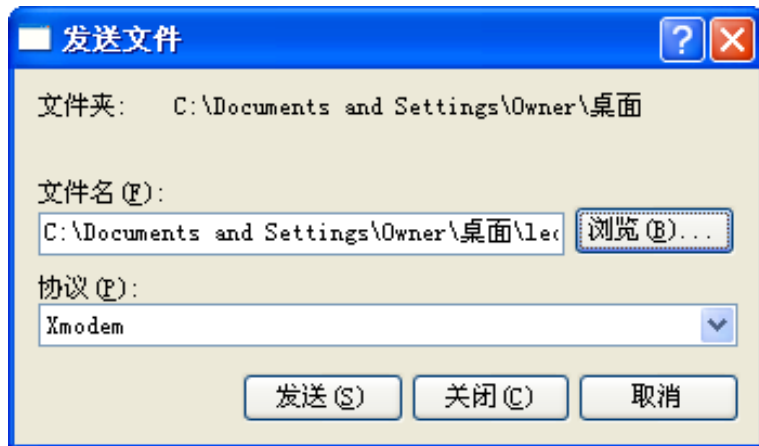 发送文件
文件夹: C:\Documents and Settings\Owner\桌面
文件名(F):
C:\Documents and Settings\Owner\桌面\lec
浏览(B)...
协议(P):
Xmodem
发送(S) 关闭(C) 取消